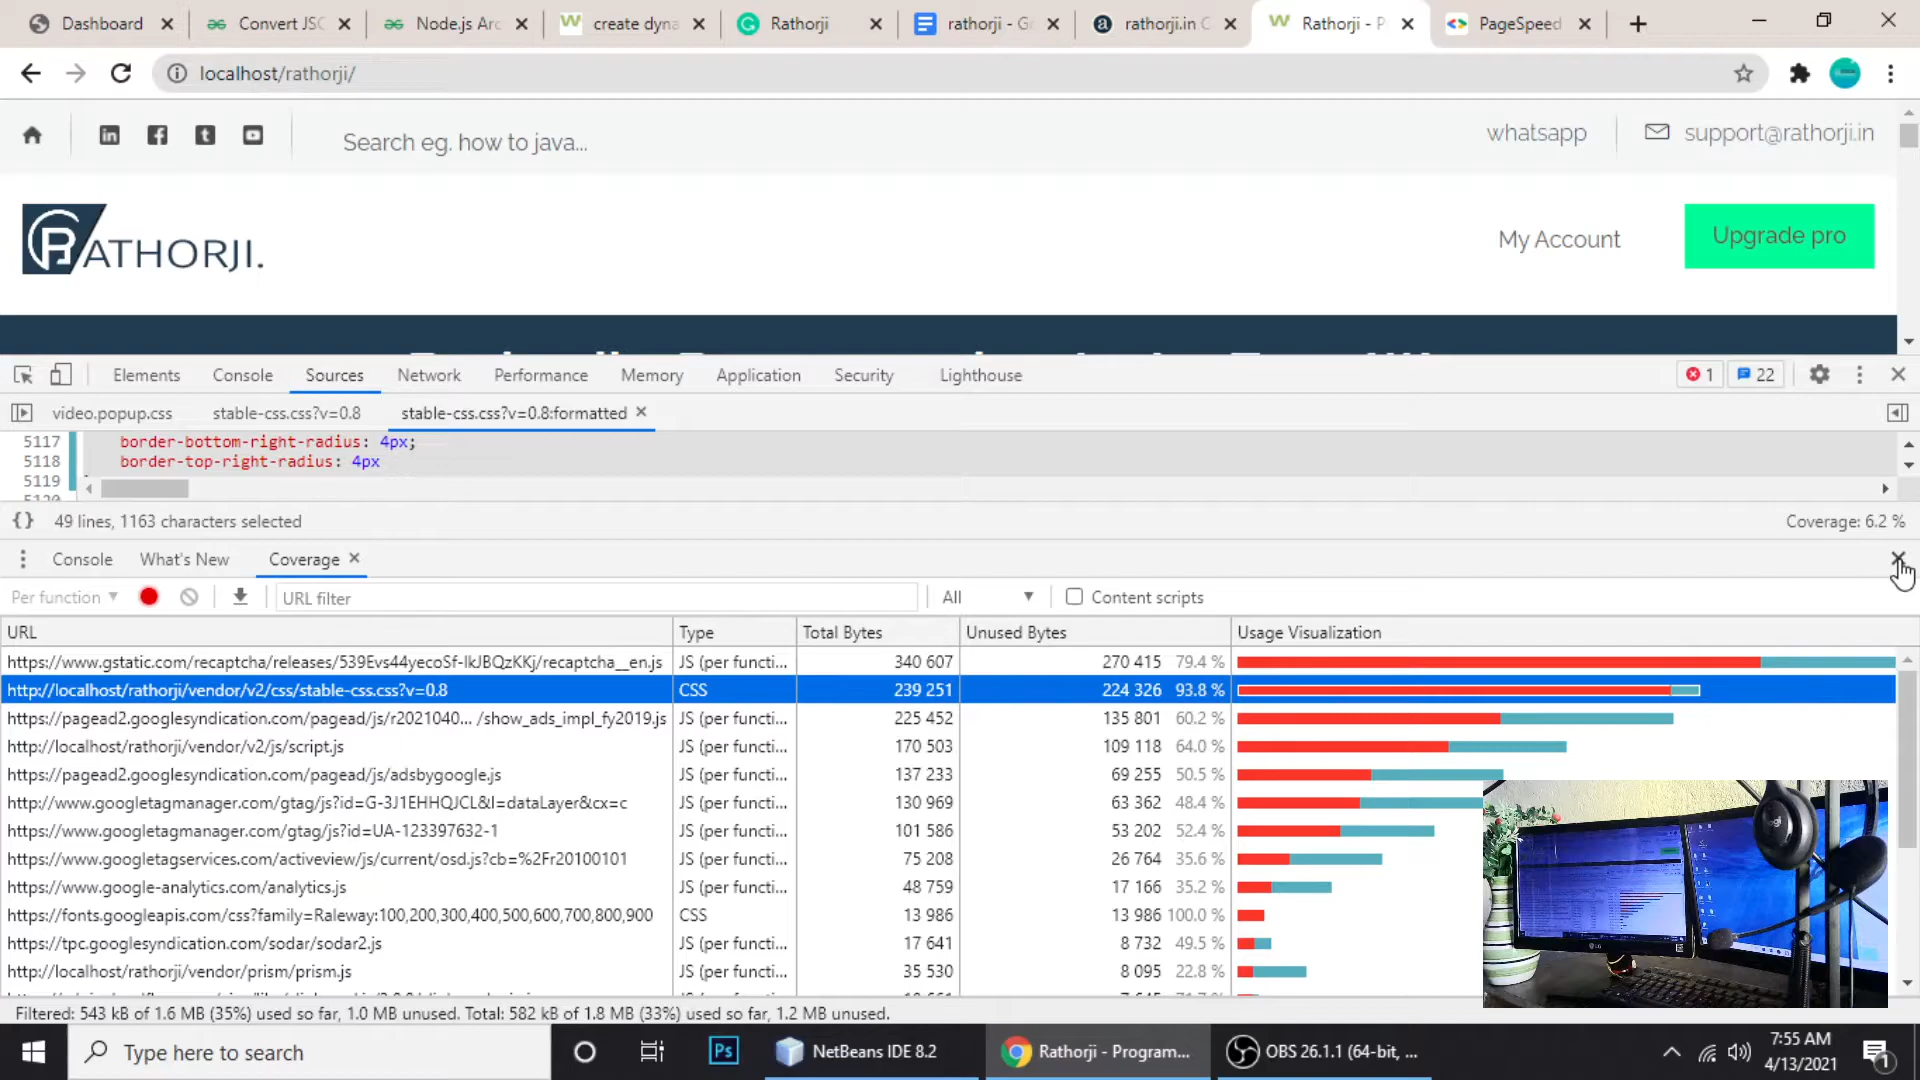 Dashboard
Convert JSC
Node.js Arc
create dyna
Rathorji
rathorji - Go
rathorji.in C
Rathorji - P
PageSpeed
localhost/rathorji/
Search eg. how to java...
whatsapp
support@rathorji.in
RATHORJI.
My Account
Upgrade pro
Elements
Console
Sources
Network
Performance
Memory
Application
Security
Lighthouse
1
22
video.popup.css
stable-css.css?v=0.8
stable-css.css?v=0.8:formatted
5117 border-bottom-right-radius: 4px;
5118 border-top-right-radius: 4px
5119
5120
{} 49 lines, 1163 characters selected
Coverage: 6.2 %
Console
What's New
Coverage
Per function
URL filter
All
Content scripts
URL Type Total Bytes Unused Bytes Usage Visualization
https://www.gstatic.com/recaptcha/releases/539Evs44yecoSf-IkJBQzKKj/recaptcha__en.js JS (per functi... 340 607 270 415 79.4 %
http://localhost/rathorji/vendor/v2/css/stable-css.css?v=0.8 CSS 239 251 224 326 93.8 %
https://pagead2.googlesyndication.com/pagead/js/r2021040... /show_ads_impl_fy2019.js JS (per functi... 225 452 135 801 60.2 %
http://localhost/rathorji/vendor/v2/js/script.js JS (per functi... 170 503 109 118 64.0 %
https://pagead2.googlesyndication.com/pagead/js/adsbygoogle.js JS (per functi... 137 233 69 255 50.5 %
http://www.googletagmanager.com/gtag/js?id=G-3J1EHHQJCL&l=dataLayer&cx=c JS (per functi... 130 969 63 362 48.4 %
http://www.googletagmanager.com/gtag/js?id=UA-123397632-1 JS (per functi... 101 586 53 202 52.4 %
https://www.googletagservices.com/activeview/js/current/osd.js?cb=%2Fr20100101 JS (per functi... 75 208 26 764 35.6 %
https://www.google-analytics.com/analytics.js JS (per functi... 48 759 17 166 35.2 %
https://fonts.googleapis.com/css?family=Raleway:100,200,300,400,500,600,700,800,900 CSS 13 986 13 986 100.0 %
https://tpc.googlesyndication.com/sodar/sodar2.js JS (per functi... 17 641 8 732 49.5 %
http://localhost/rathorji/vendor/prism/prism.js JS (per functi... 35 530 8 095 22.8 %
Filtered: 543 kB of 1.6 MB (35%) used so far, 1.0 MB unused. Total: 582 kB of 1.8 MB (33%) used so far, 1.2 MB unused.
Type here to search
Ps
NetBeans IDE 8.2
Rathorji - Program...
OBS 26.1.1 (64-bit, ...
7:55 AM
4/13/2021
1